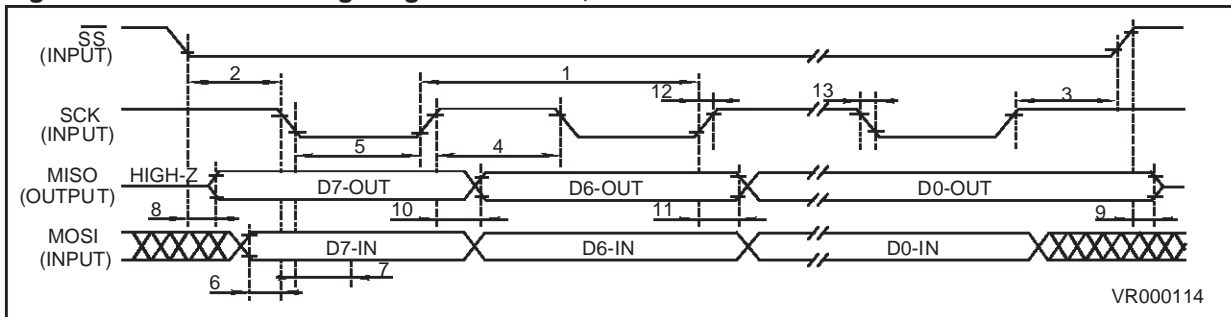 SS
(INPUT)
2
1
12
13
3
SCK
(INPUT)
5
4
MISO
(OUTPUT)
HIGH-Z
D7-OUT
D6-OUT
D0-OUT
8
10
11
9
MOSI
(INPUT)
D7-IN
D6-IN
D0-IN
6
7
VR000114